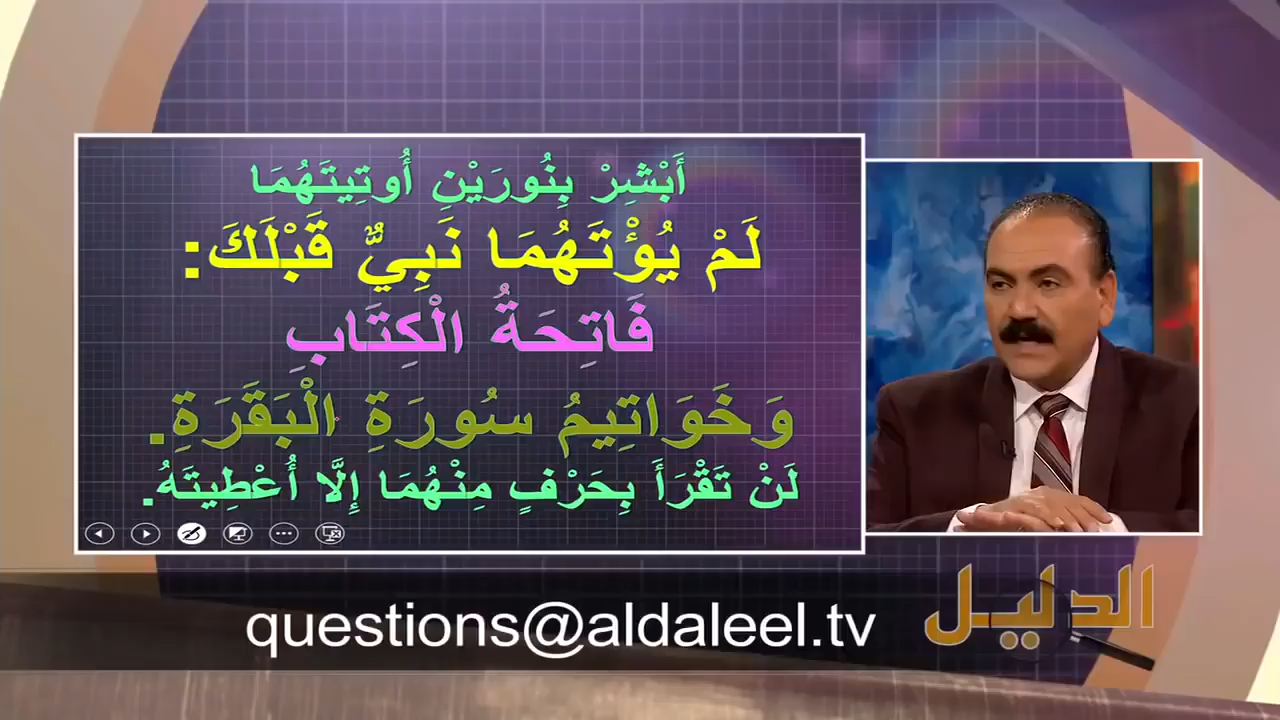 أَبْشِرْ بِنُورَيْنِ أُوتِيتَهُمَا
لَمْ يُؤْتَهُمَا نَبِيٌّ قَبْلَكَ:
فَاتِحَةُ الْكِتَابِ
وَخَوَاتِيمُ سُورَةِ الْبَقَرَةِ.
لَنْ تَقْرَأَ بِحَرْفٍ مِنْهُمَا إِلَّا أُعْطِيتَهُ.
questions@aldaleel.tv
الدليل